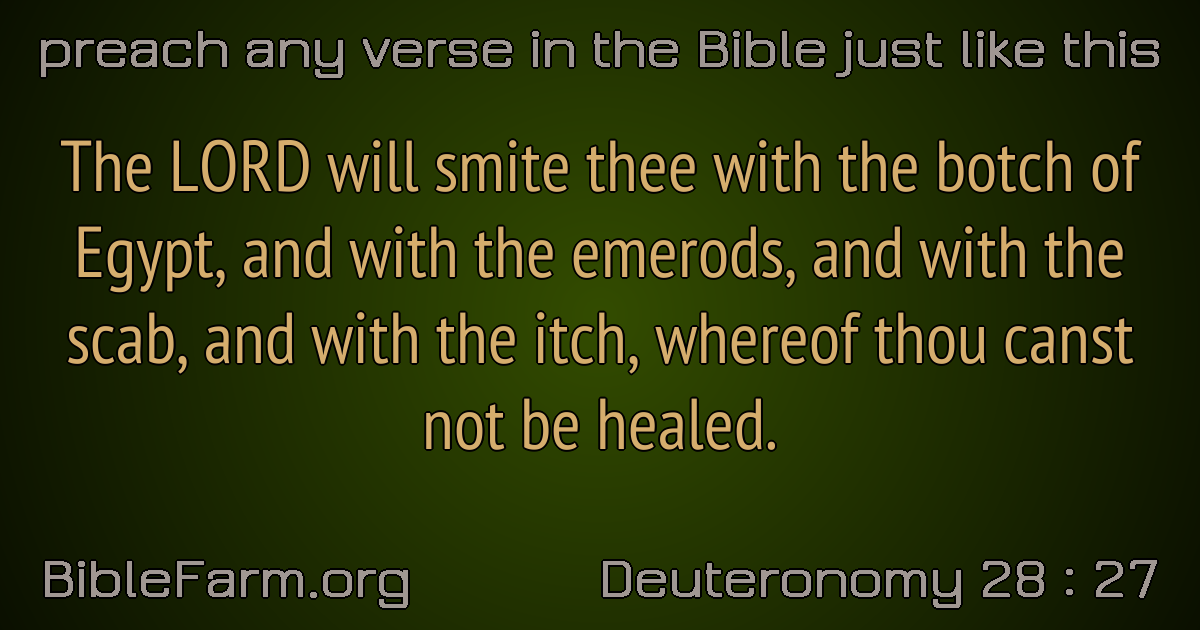 preach any verse in the Bible just like this
The LORD will smite thee with the botch of
Egypt, and with the emerods, and with the
scab, and with the itch, whereof thou canst
not be healed.
BibleFarm.org
Deuteronomy 28 : 27